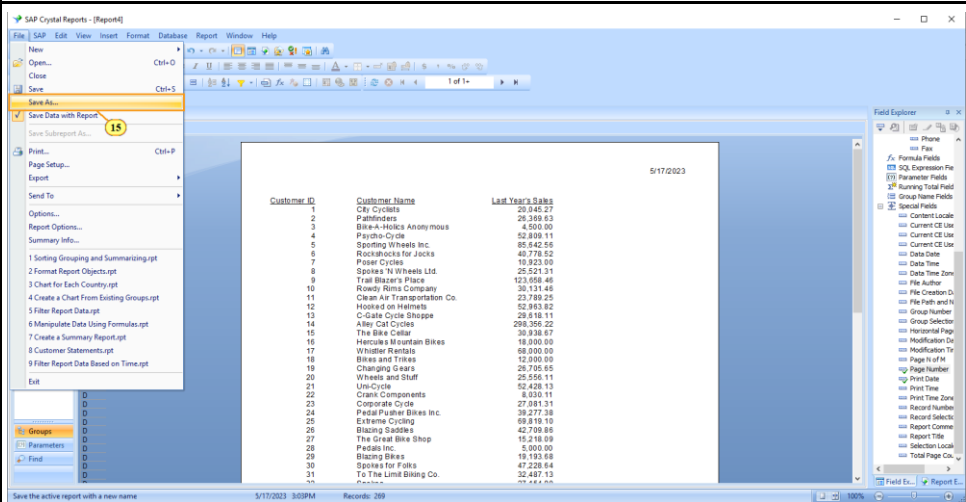 SAP Crystal Reports - [Report4]
File SAP Edit View Insert Format Database Report Window Help
New
Open... Ctrl+O
Close
Save Ctrl+S
Save As...
15
Save Data with Report
Save Subreport As...
Print... Ctrl+P
Page Setup...
Export
Send To
Options...
Report Options...
Summary Info...
1 Sorting Grouping and Summarizing.rpt
2 Format Report Objects.rpt
3 Chart for Each Country.rpt
4 Create a Chart From Existing Groups.rpt
5 Filter Report Data.rpt
6 Manipulate Data Using Formulas.rpt
7 Create a Summary Report.rpt
8 Customer Statements.rpt
9 Filter Report Data Based on Time.rpt
Exit
1 of 1+
D
D
D
D
D
D
D
D
Groups
Parameters
Find
5/17/2023
Customer ID Customer Name Last Year's Sales
1 City Cyclists 20,045.27
2 Pathfinders 26,369.63
3 Bike-A-Holics Anonymous 4,500.00
4 Psycho-Cycle 52,809.11
5 Sporting Wheels Inc. 85,642.56
6 Rockshocks for Jocks 40,778.52
7 Poser Cycles 10,923.00
8 Spokes 'N Wheels Ltd. 25,521.31
9 Trail Blazer's Place 123,658.46
10 Rowdy Rims Company 30,131.46
11 Clean Air Transportation Co. 23,789.25
12 Hooked on Helmets 52,963.82
13 C-Gate Cycle Shoppe 29,618.11
14 Alley Cat Cycles 298,356.22
15 The Bike Cellar 30,938.67
16 Hercules Mountain Bikes 18,000.00
17 Whistler Rentals 68,000.00
18 Bikes and Trikes 12,000.00
19 Changing Gears 26,705.65
20 Wheels and Stuff 25,556.11
21 Uni-Cycle 52,428.13
22 Crank Components 8,030.11
23 Corporate Cycle 27,081.31
24 Pedal Pusher Bikes Inc. 39,277.38
25 Extreme Cycling 69,819.10
26 Blazing Saddles 42,709.86
27 The Great Bike Shop 15,218.09
28 Pedals Inc. 5,000.00
29 Blazing Bikes 19,193.68
30 Spokes for Folks 47,228.64
31 To The Limit Biking Co. 32,487.13
Field Explorer
Phone
Fax
Formula Fields
SQL Expression Fie
Parameter Fields
Running Total Field
Group Name Fields
Special Fields
Content Locale
Current CE Use
Current CE Use
Current CE Use
Data Date
Data Time
Data Time Zon
File Author
File Creation D
File Path and N
Group Number
Group Selection
Horizontal Page
Modification Da
Modification Tir
Page N of M
Page Number
Print Date
Print Time
Print Time Zone
Record Number
Record Selectio
Report Comme
Report Title
Selection Local
Total Page Cou
Field Ex... Report E...
Save the active report with a new name 5/17/2023 3:03PM Records: 269 100%